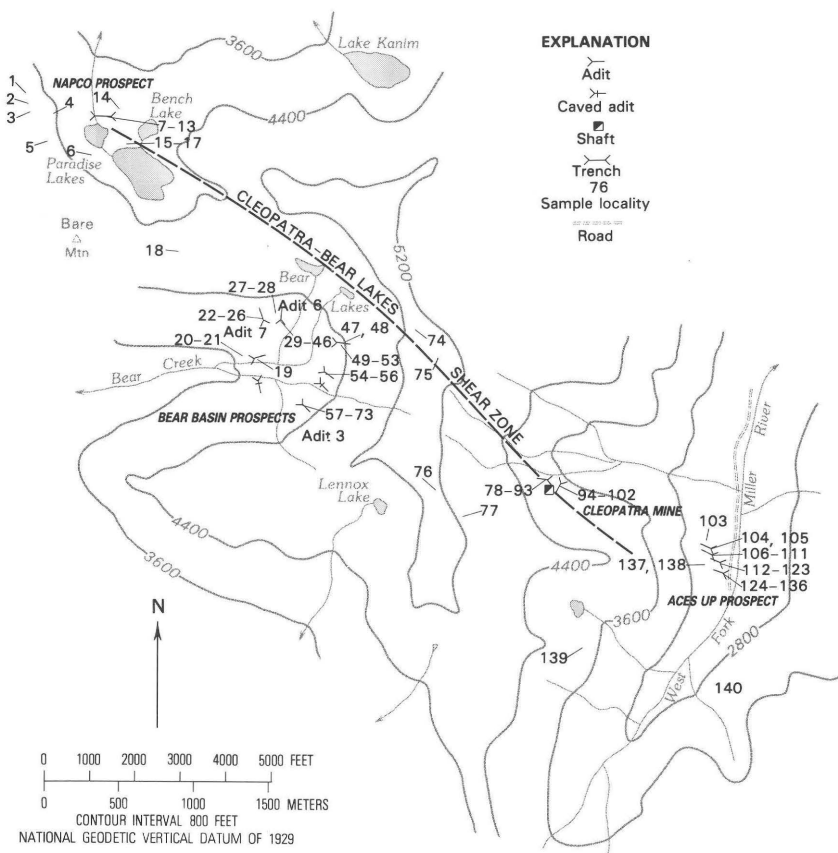 3600
Lake Kanim
EXPLANATION
Adit
Caved adit
Shaft
Trench
76
Sample locality
Road
NAPCO PROSPECT
1
2
3
4
14
Bench
Lake
7-13
15-17
4400
5
6
Paradise
Lakes
Bare
Mtn
18
CLEOPATRA-BEAR LAKES
SHEAR ZONE
5200
27-28
Bear
Lakes
Adit 6
22-26
Adit 7
47, 48
29-46
20-21
49-53
54-56
19
Bear Creek
74
75
BEAR BASIN PROSPECTS
57-73
Adit 3
76
77
Lennox
Lake
78-93
94-102
CLEOPATRA MINE
103
104, 105
106-111
112-123
124-136
137, 138
ACES UP PROSPECT
West Fork Miller River
4400
3600
4400
3600
2800
139
140
N
0 1000 2000 3000 4000 5000 FEET
0 500 1000 1500 METERS
CONTOUR INTERVAL 800 FEET
NATIONAL GEODETIC VERTICAL DATUM OF 1929